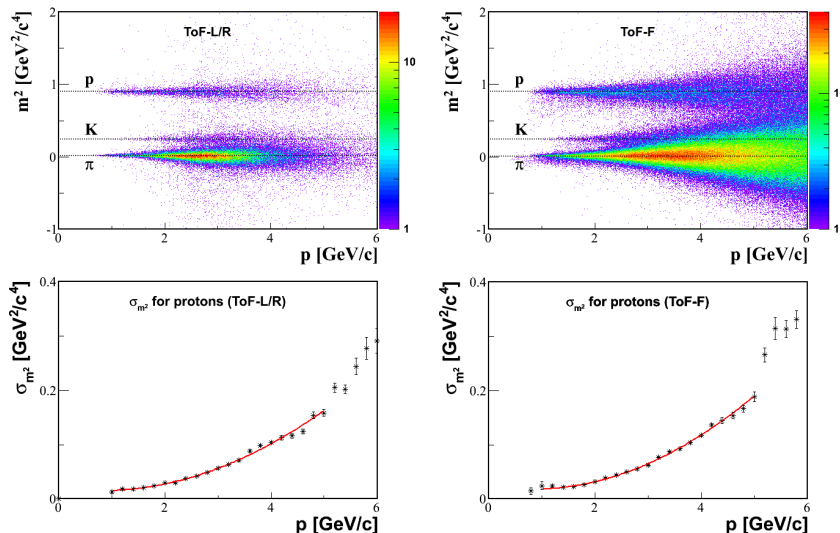 ToF-L/R
m² [GeV²/c⁴]
2
1
0
-1
p
K
π
0
2
4
6
p [GeV/c]
10
1
ToF-F
m² [GeV²/c⁴]
2
1
0
-1
p
K
π
0
2
4
6
p [GeV/c]
1
1
σm² for protons (ToF-L/R)
σm² [GeV²/c⁴]
0.4
0.2
0
0
2
4
6
p [GeV/c]
σm² for protons (ToF-F)
σm² [GeV²/c⁴]
0.4
0.2
0
0
2
4
6
p [GeV/c]